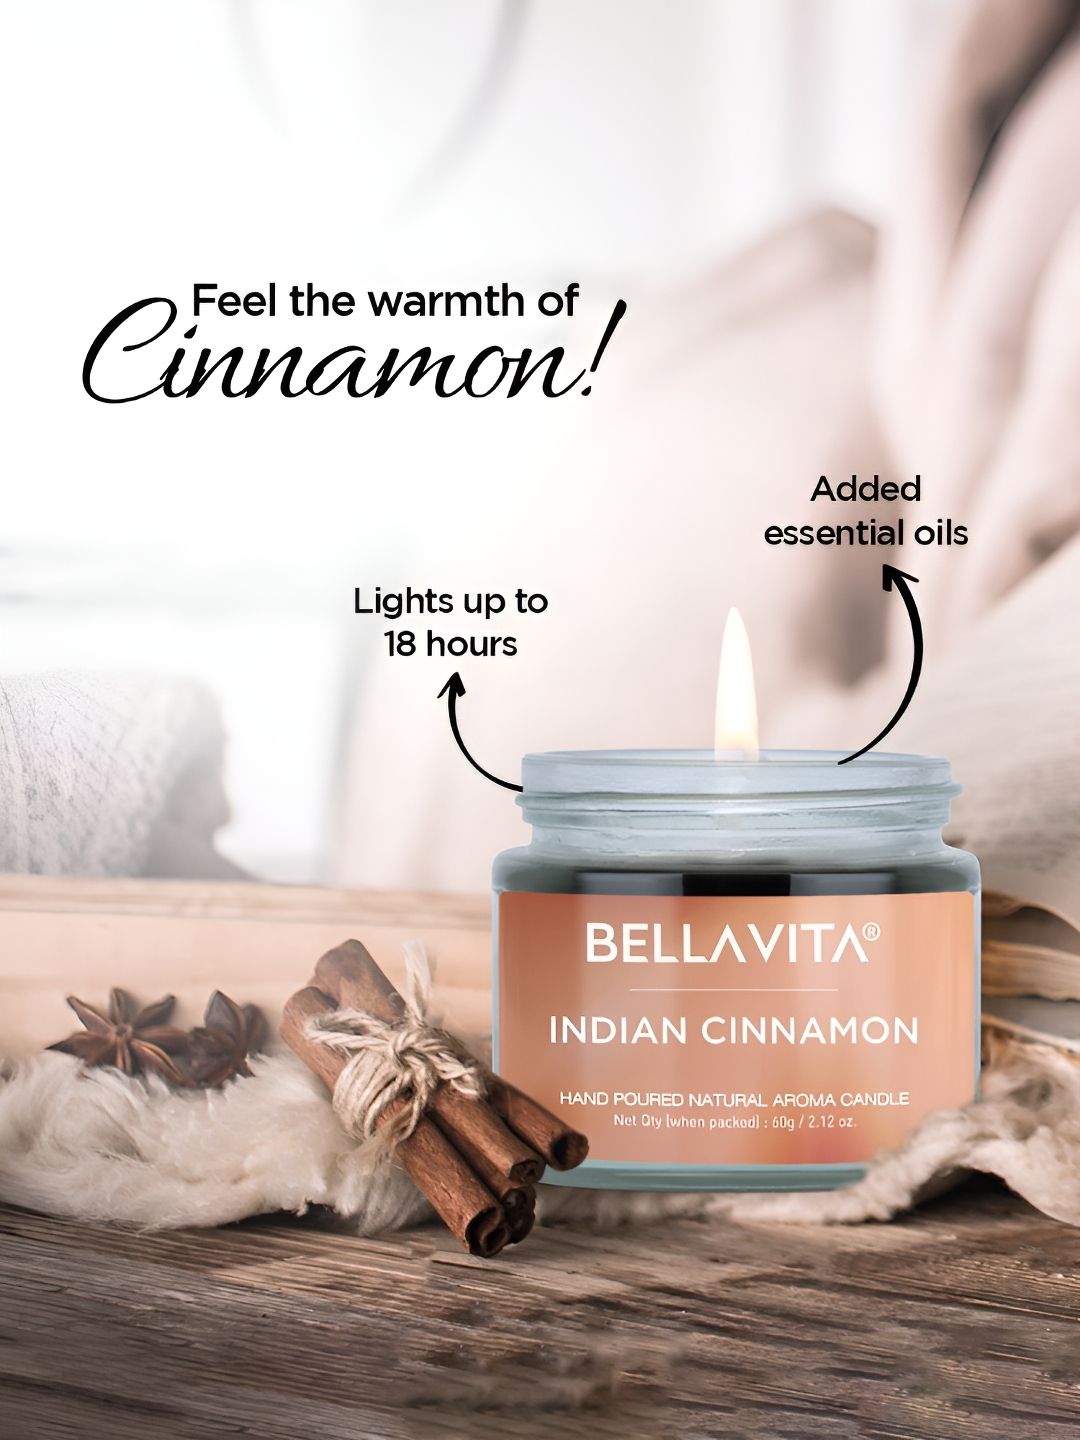 Feel the warmth of
Cinnamon!
Added
essential oils
Lights up to
18 hours
BELLAVITA®
INDIAN CINNAMON
HAND POURED NATURAL AROMA CANDLE
Net Qty (when packed) : 60g / 2.12 oz.